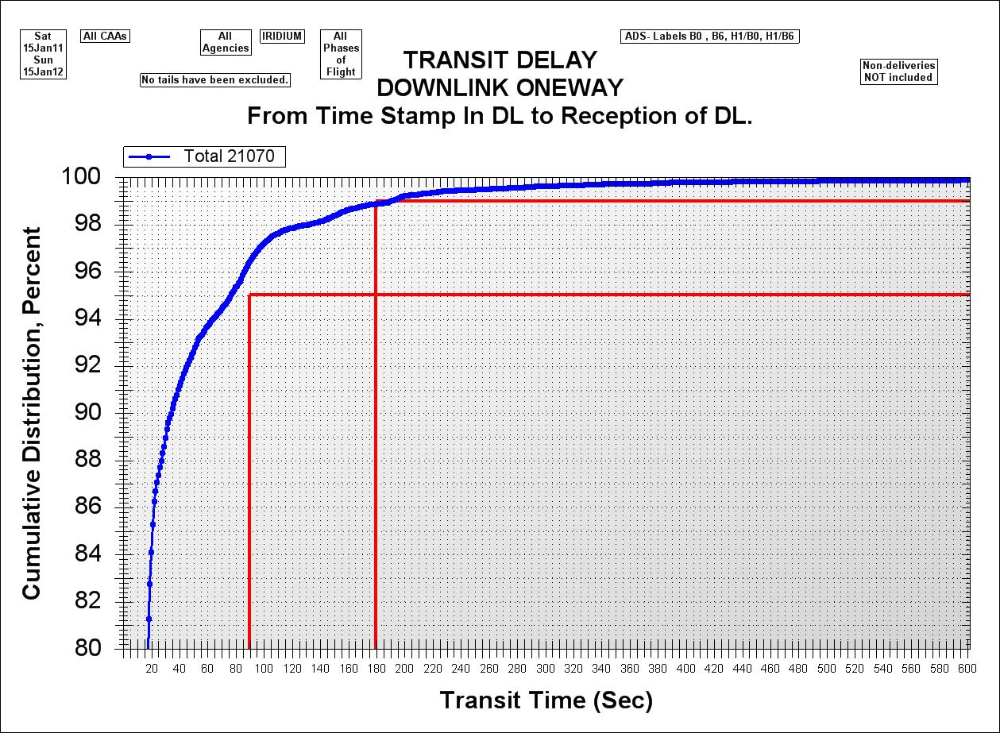 Sat
15Jan11
Sun
15Jan12
All CAAs
All
Agencies
IRIDIUM
All
Phases
of
Flight
ADS- Labels B0 , B6, H1/B0, H1/B6
No tails have been excluded.
Non-deliveries
NOT included
TRANSIT DELAY
DOWNLINK ONEWAY
From Time Stamp In DL to Reception of DL.
Total 21070
Cumulative Distribution, Percent
100
98
96
94
92
90
88
86
84
82
80
20 40 60 80 100 120 140 160 180 200 220 240 260 280 300 320 340 360 380 400 420 440 460 480 500 520 540 560 580 600
Transit Time (Sec)